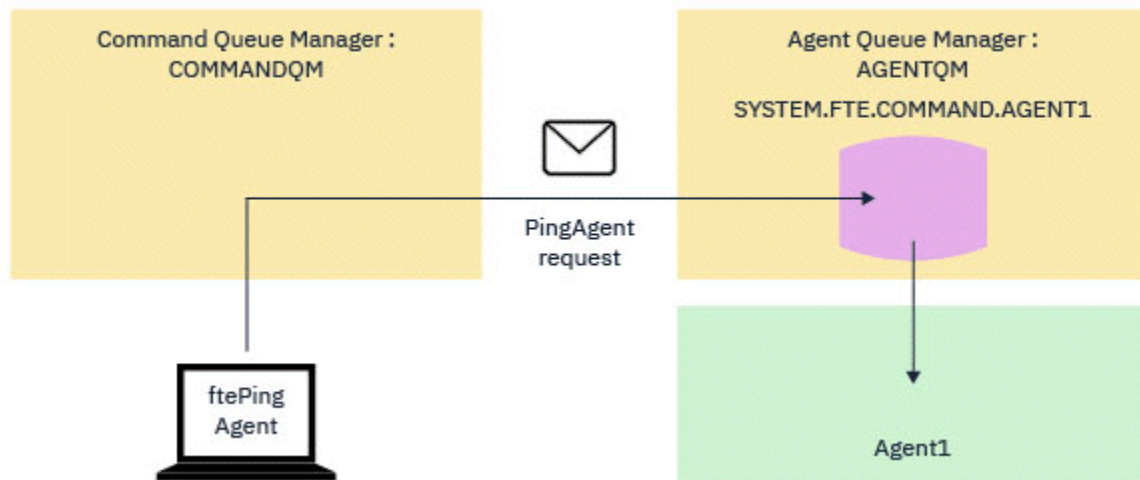 Command Queue Manager :
COMMANDQM
Agent Queue Manager :
AGENTQM
SYSTEM.FTE.COMMAND.AGENT1
PingAgent
request
ftePing
Agent
Agent1